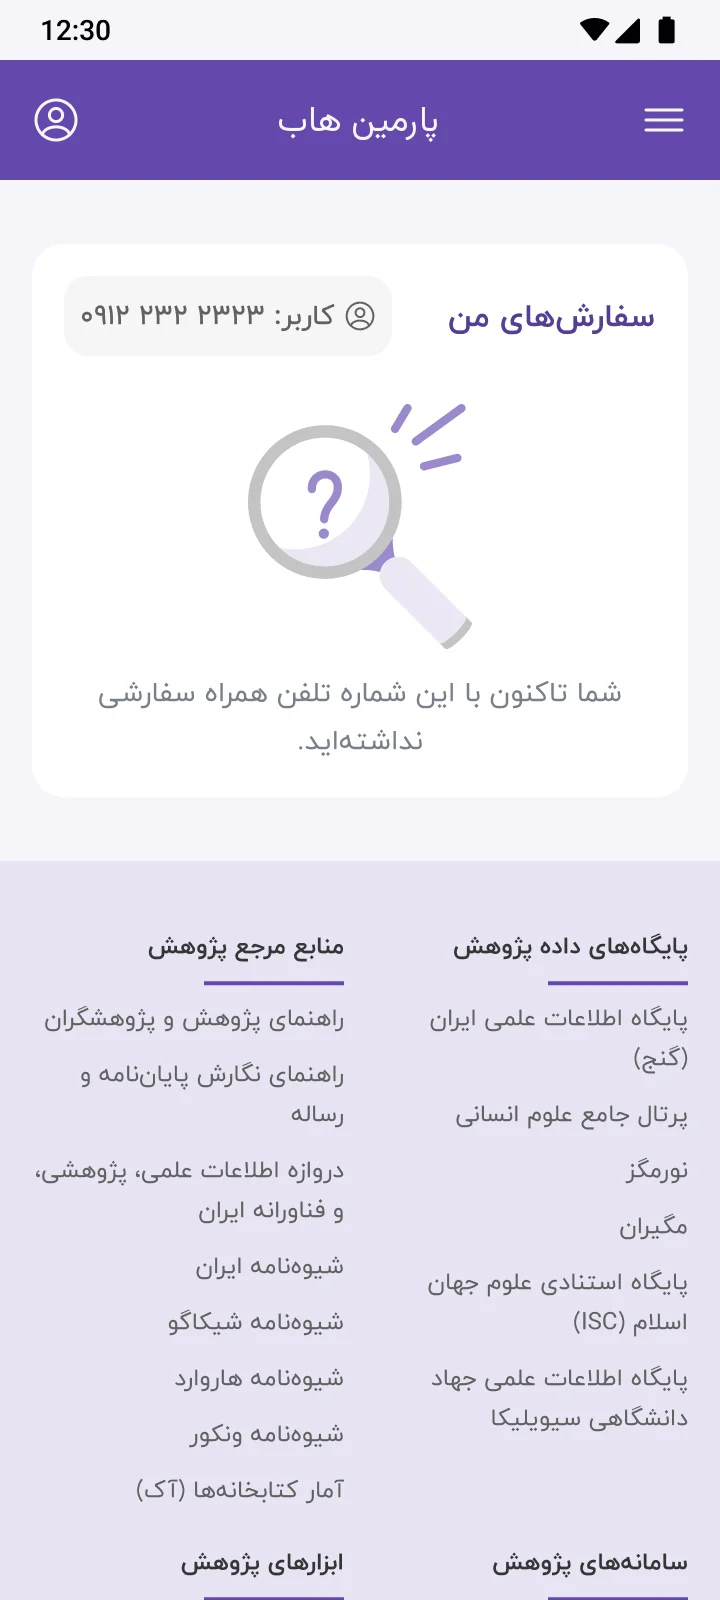 12:30
پارمین هاب
سفارش‌های من
کاربر: ۰۹۱۲ ۲۳۲ ۲۳۲۳
?
شما تاکنون با این شماره تلفن همراه سفارشی
نداشته‌اید.
پایگاه‌های داده پژوهش
پایگاه اطلاعات علمی ایران
(گنج)
پرتال جامع علوم انسانی
نورمگز
مگیران
پایگاه استنادی علوم جهان
اسلام (ISC)
پایگاه اطلاعات علمی جهاد
دانشگاهی سیویلیکا
منابع مرجع پژوهش
راهنمای پژوهش و پژوهشگران
راهنمای نگارش پایان‌نامه و
رساله
دروازه اطلاعات علمی، پژوهشی،
و فناورانه ایران
شیوه‌نامه ایران
شیوه‌نامه شیکاگو
شیوه‌نامه هاروارد
شیوه‌نامه ونکور
آمار کتابخانه‌ها (آک)
سامانه‌های پژوهش
ابزارهای پژوهش